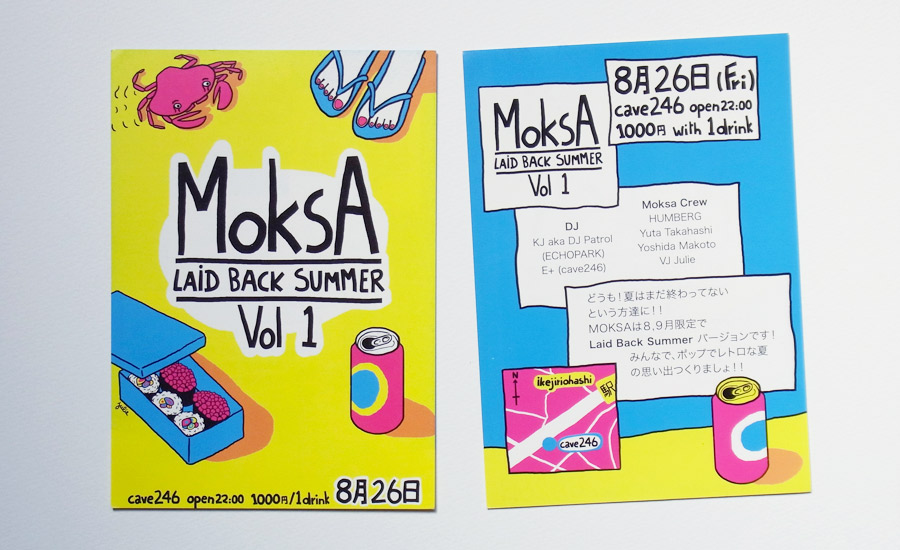 MoksA
LAiD BACK SUMMER
Vol 1
Julie
cave246 open22:00 1000円/1drink 8月26日
8月26日(Fri)
cave246 open22:00
1000円 with 1drink
MoksA
LAiD BACK SUMMER
Vol 1
DJ
KJ aka DJ Patrol
(ECHOPARK)
E+ (cave246)
Moksa Crew
HUMBERG
Yuta Takahashi
Yoshida Makoto
VJ Julie
どうも！夏はまだ終わってない
という方達に！！
MOKSAは8,9月限定で
Laid Back Summer バージョンです！
みんなで、ポップでレトロな夏
の思い出つくりましょ！！
N
ikejiriohashi
駅
cave246